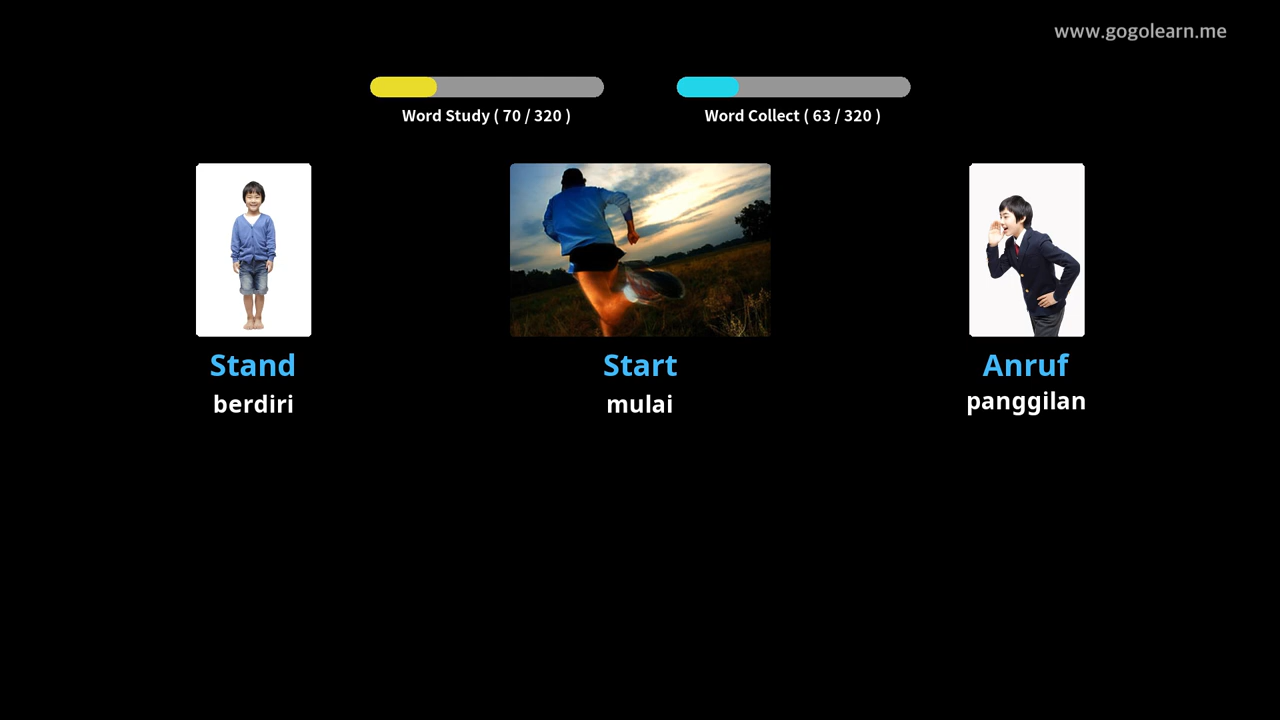 www.gogolearn.me
Word Study ( 70 / 320 )
Word Collect ( 63 / 320 )
Stand
berdiri
Start
mulai
Anruf
panggilan